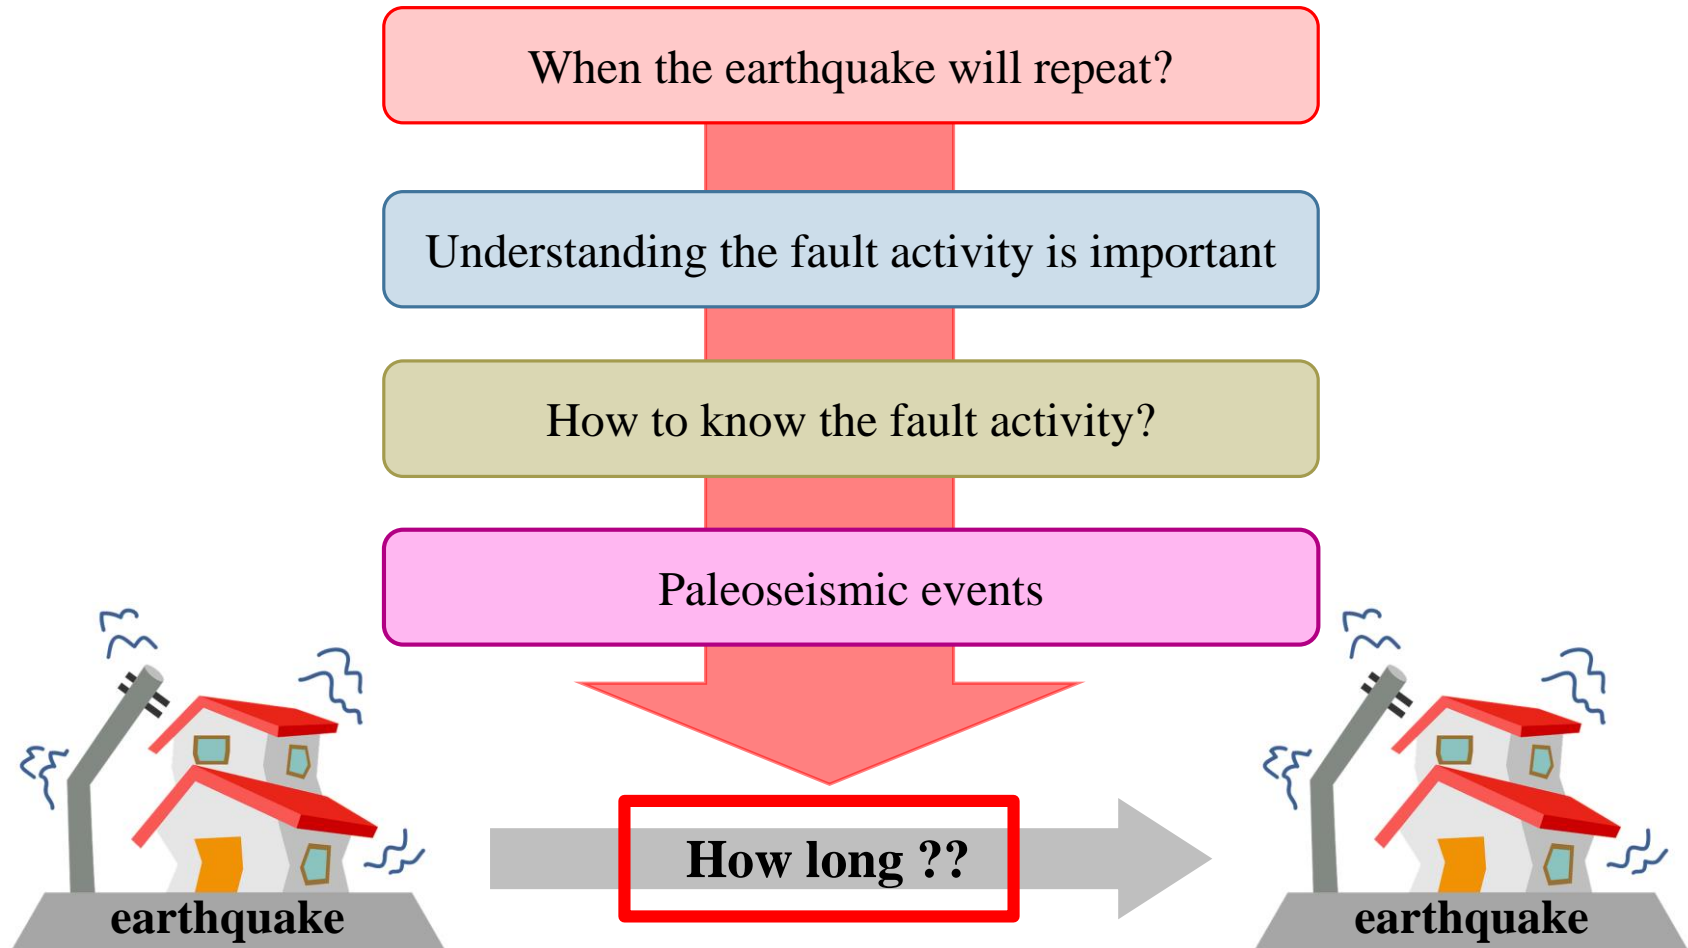 When the earthquake will repeat?
Understanding the fault activity is important
How to know the fault activity?
Paleoseismic events
How long ??
earthquake
earthquake